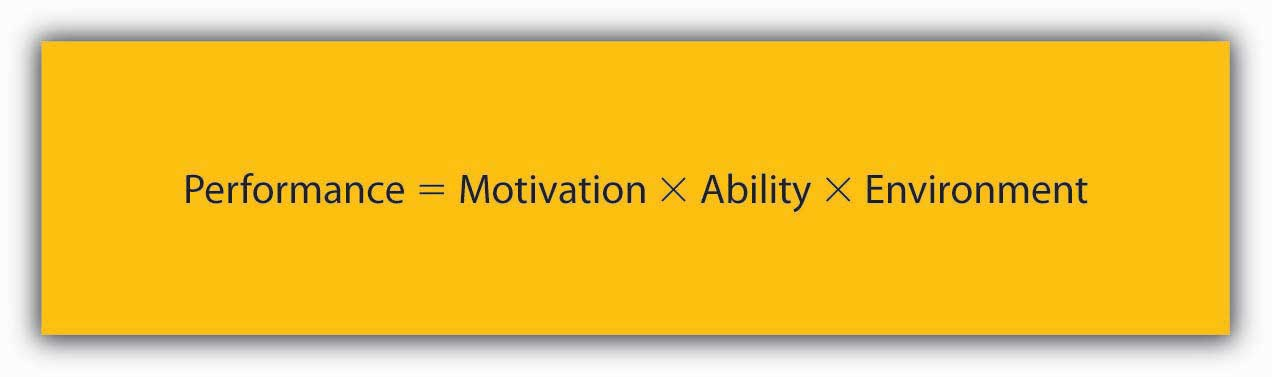 Performance = Motivation × Ability × Environment